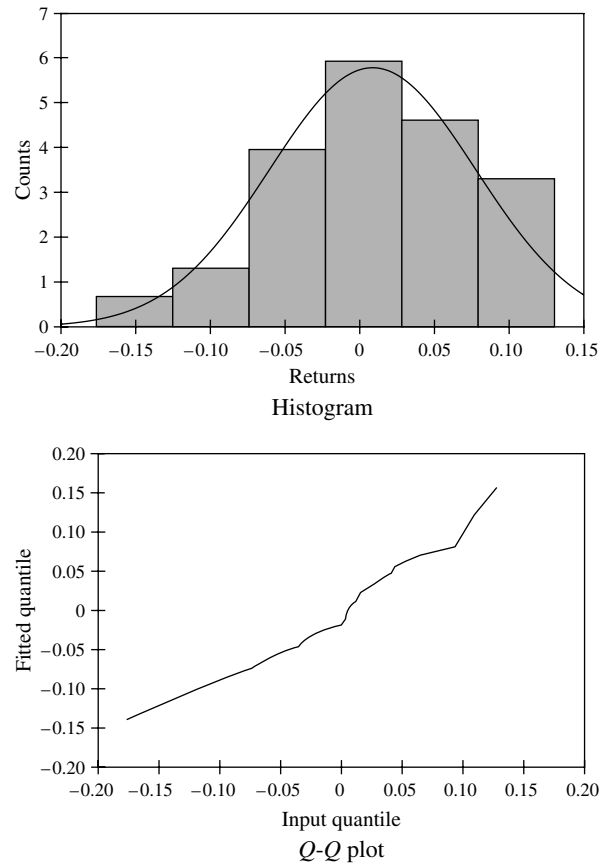 7
6
5
4
3
2
1
0
Counts
−0.20 −0.15 −0.10 −0.05 0 0.05 0.10 0.15
Returns
Histogram
0.20
0.15
0.10
0.05
0
−0.05
−0.10
−0.15
−0.20
Fitted quantile
−0.20 −0.15 −0.10 −0.05 0 0.05 0.10 0.15 0.20
Input quantile
Q-Q plot